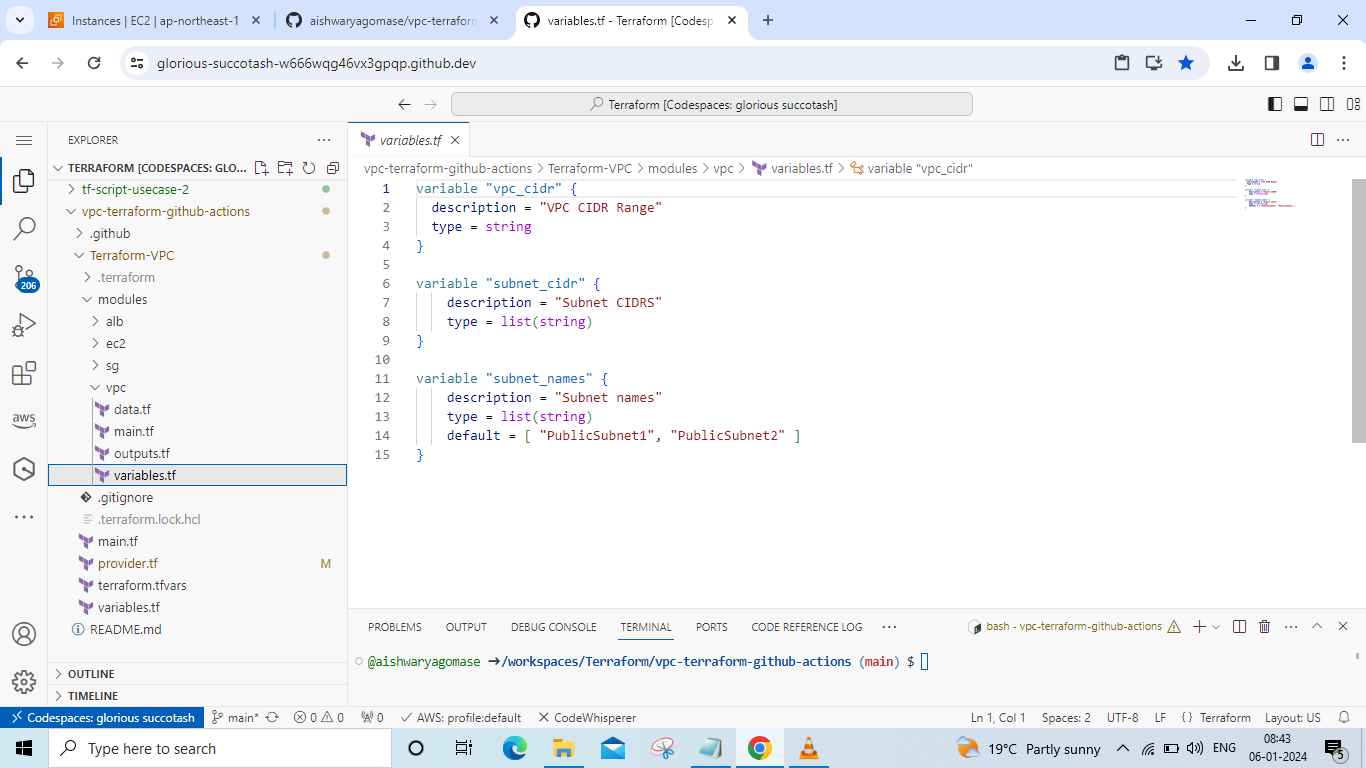 Instances | EC2 | ap-northeast-1
aishwaryagomase/vpc-terraform
variables.tf - Terraform [Codesp
glorious-succotash-w666wqg46vx3gpqp.github.dev
Terraform [Codespaces: glorious succotash]
EXPLORER
TERRAFORM [CODESPACES: GLO...
tf-script-usecase-2
vpc-terraform-github-actions
.github
Terraform-VPC
.terraform
modules
alb
ec2
sg
vpc
data.tf
main.tf
outputs.tf
variables.tf
.gitignore
.terraform.lock.hcl
main.tf
provider.tf M
terraform.tfvars
variables.tf
README.md
OUTLINE
TIMELINE
206
aws
variables.tf
vpc-terraform-github-actions > Terraform-VPC > modules > vpc > variables.tf > variable "vpc_cidr"
1 variable "vpc_cidr" {
2 description = "VPC CIDR Range"
3 type = string
4 }
5
6 variable "subnet_cidr" {
7 description = "Subnet CIDRS"
8 type = list(string)
9 }
10
11 variable "subnet_names" {
12 description = "Subnet names"
13 type = list(string)
14 default = [ "PublicSubnet1", "PublicSubnet2" ]
15 }
PROBLEMS OUTPUT DEBUG CONSOLE TERMINAL PORTS CODE REFERENCE LOG
bash - vpc-terraform-github-actions
@aishwaryagomase ➜/workspaces/Terraform/vpc-terraform-github-actions (main) $
Codespaces: glorious succotash main* 0 0 0 AWS: profile:default CodeWhisperer Ln 1, Col 1 Spaces: 2 UTF-8 LF {} Terraform Layout: US
Type here to search
19°C Partly sunny
ENG
08:43
06-01-2024
5